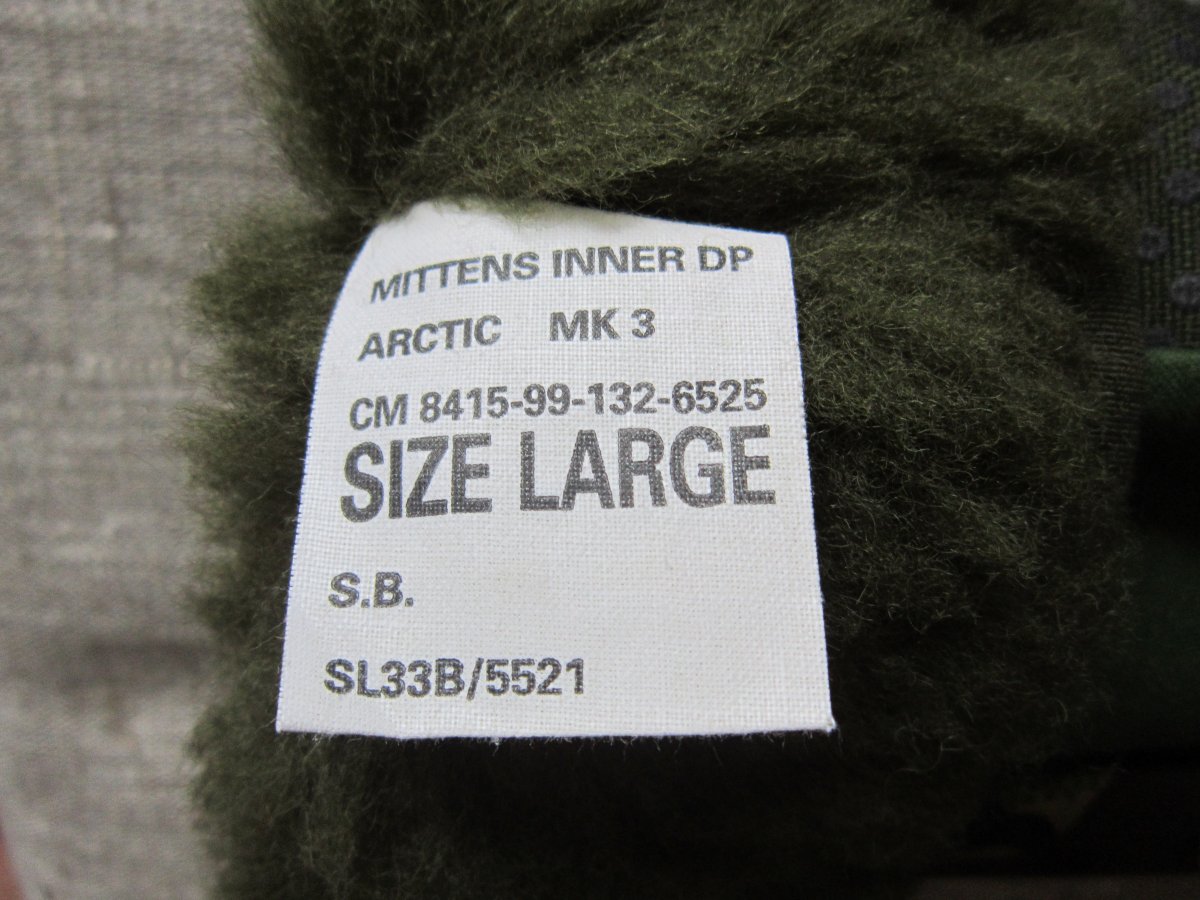 MITTENS INNER DP
ARCTIC MK 3
CM 8415-99-132-6525
SIZE LARGE
S.B.
SL33B/5521